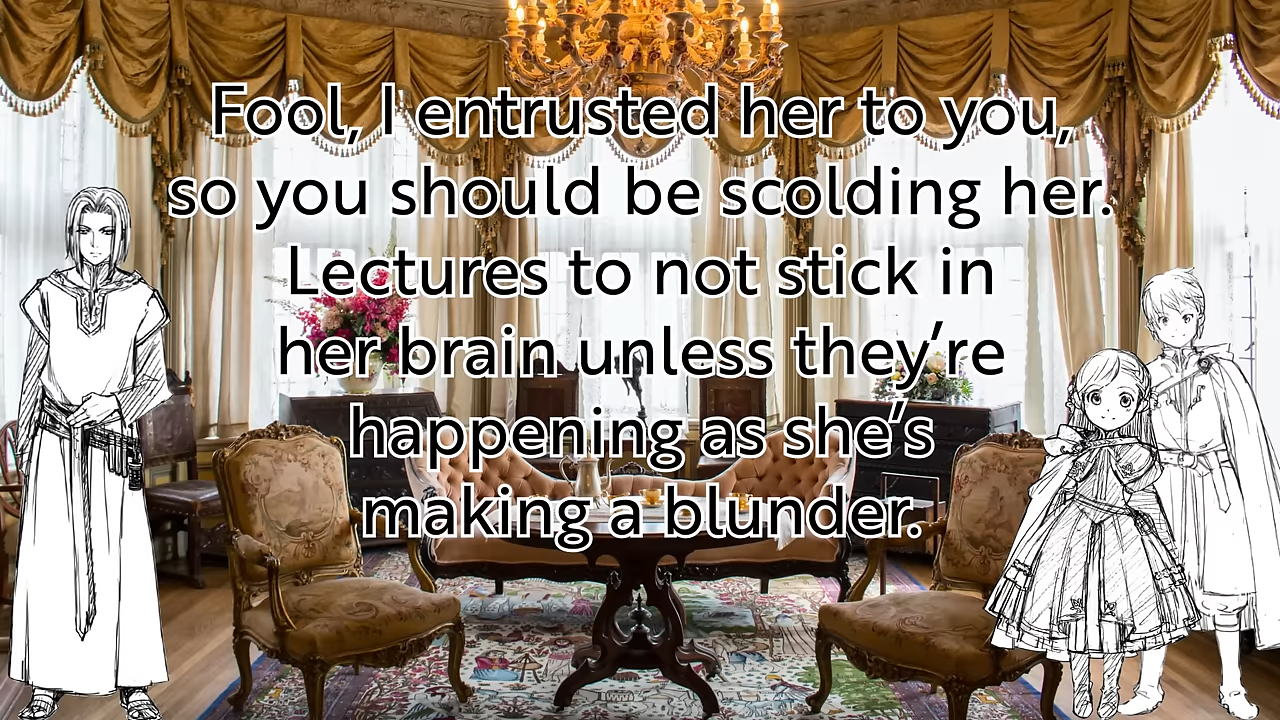 Fool, I entrusted her to you,
so you should be scolding her.
Lectures to not stick in
her brain unless they’re
happening as she’s
making a blunder.